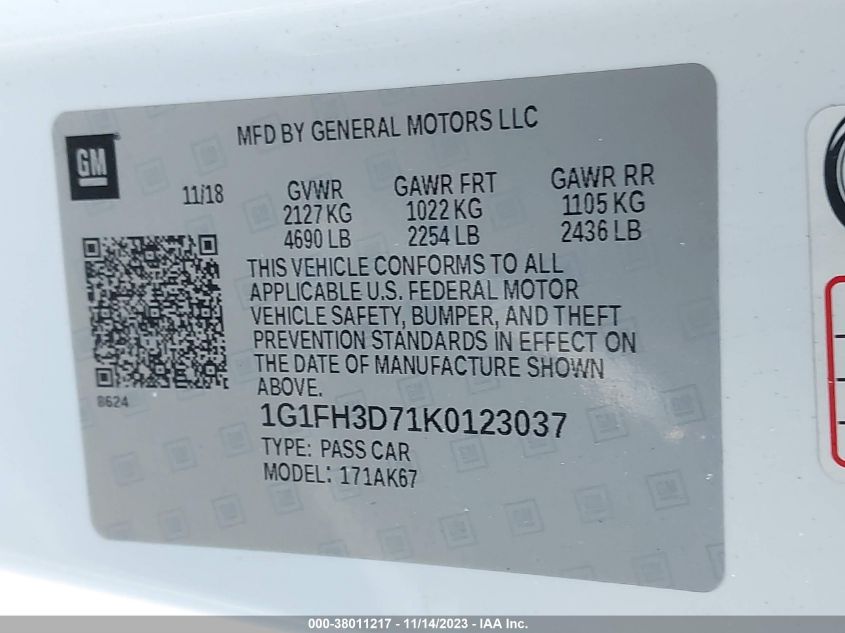 MFD BY GENERAL MOTORS LLC
GM
11/18
GVWR
2127 KG
4690 LB
GAWR FRT
1022 KG
2254 LB
GAWR RR
1105 KG
2436 LB
THIS VEHICLE CONFORMS TO ALL
APPLICABLE U.S. FEDERAL MOTOR
VEHICLE SAFETY, BUMPER, AND THEFT
PREVENTION STANDARDS IN EFFECT ON
THE DATE OF MANUFACTURE SHOWN
ABOVE.
8624
1G1FH3D71K0123037
TYPE: PASS CAR
MODEL: 171AK67
000-38011217 - 11/14/2023 - IAA Inc.